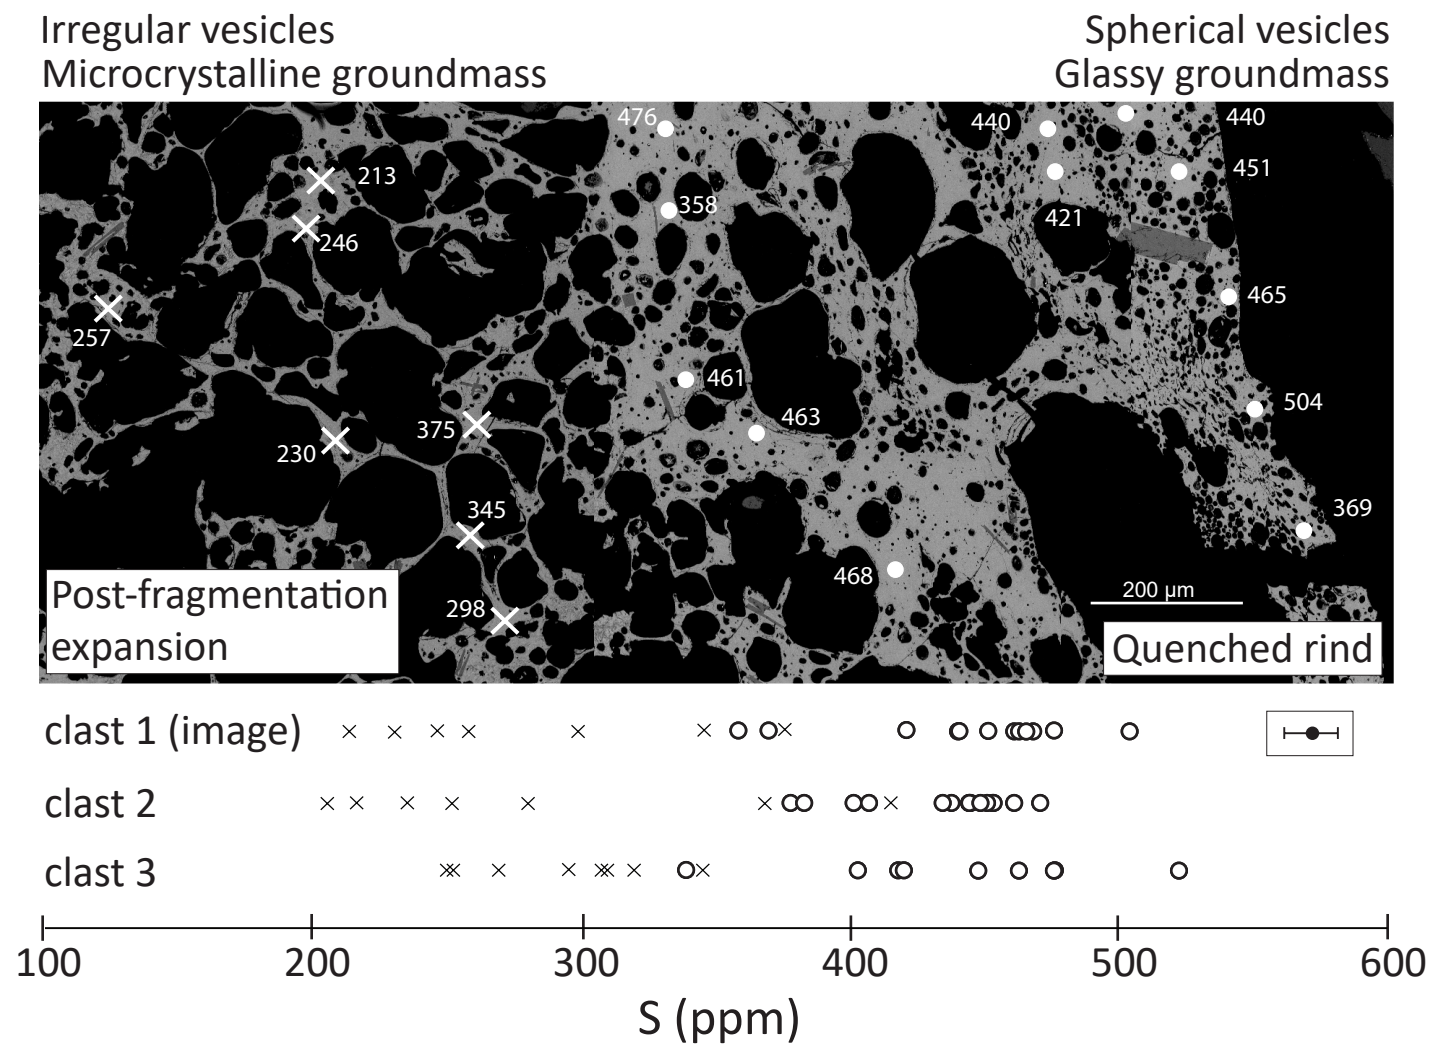 Irregular vesicles
Microcrystalline groundmass
Spherical vesicles
Glassy groundmass
476
440
440
213
451
358
421
246
465
257
461
504
463
375
230
345
369
468
298
200 µm
Post-fragmentation
expansion
Quenched rind
clast 1 (image)
clast 2
clast 3
100
200
300
400
500
600
S (ppm)